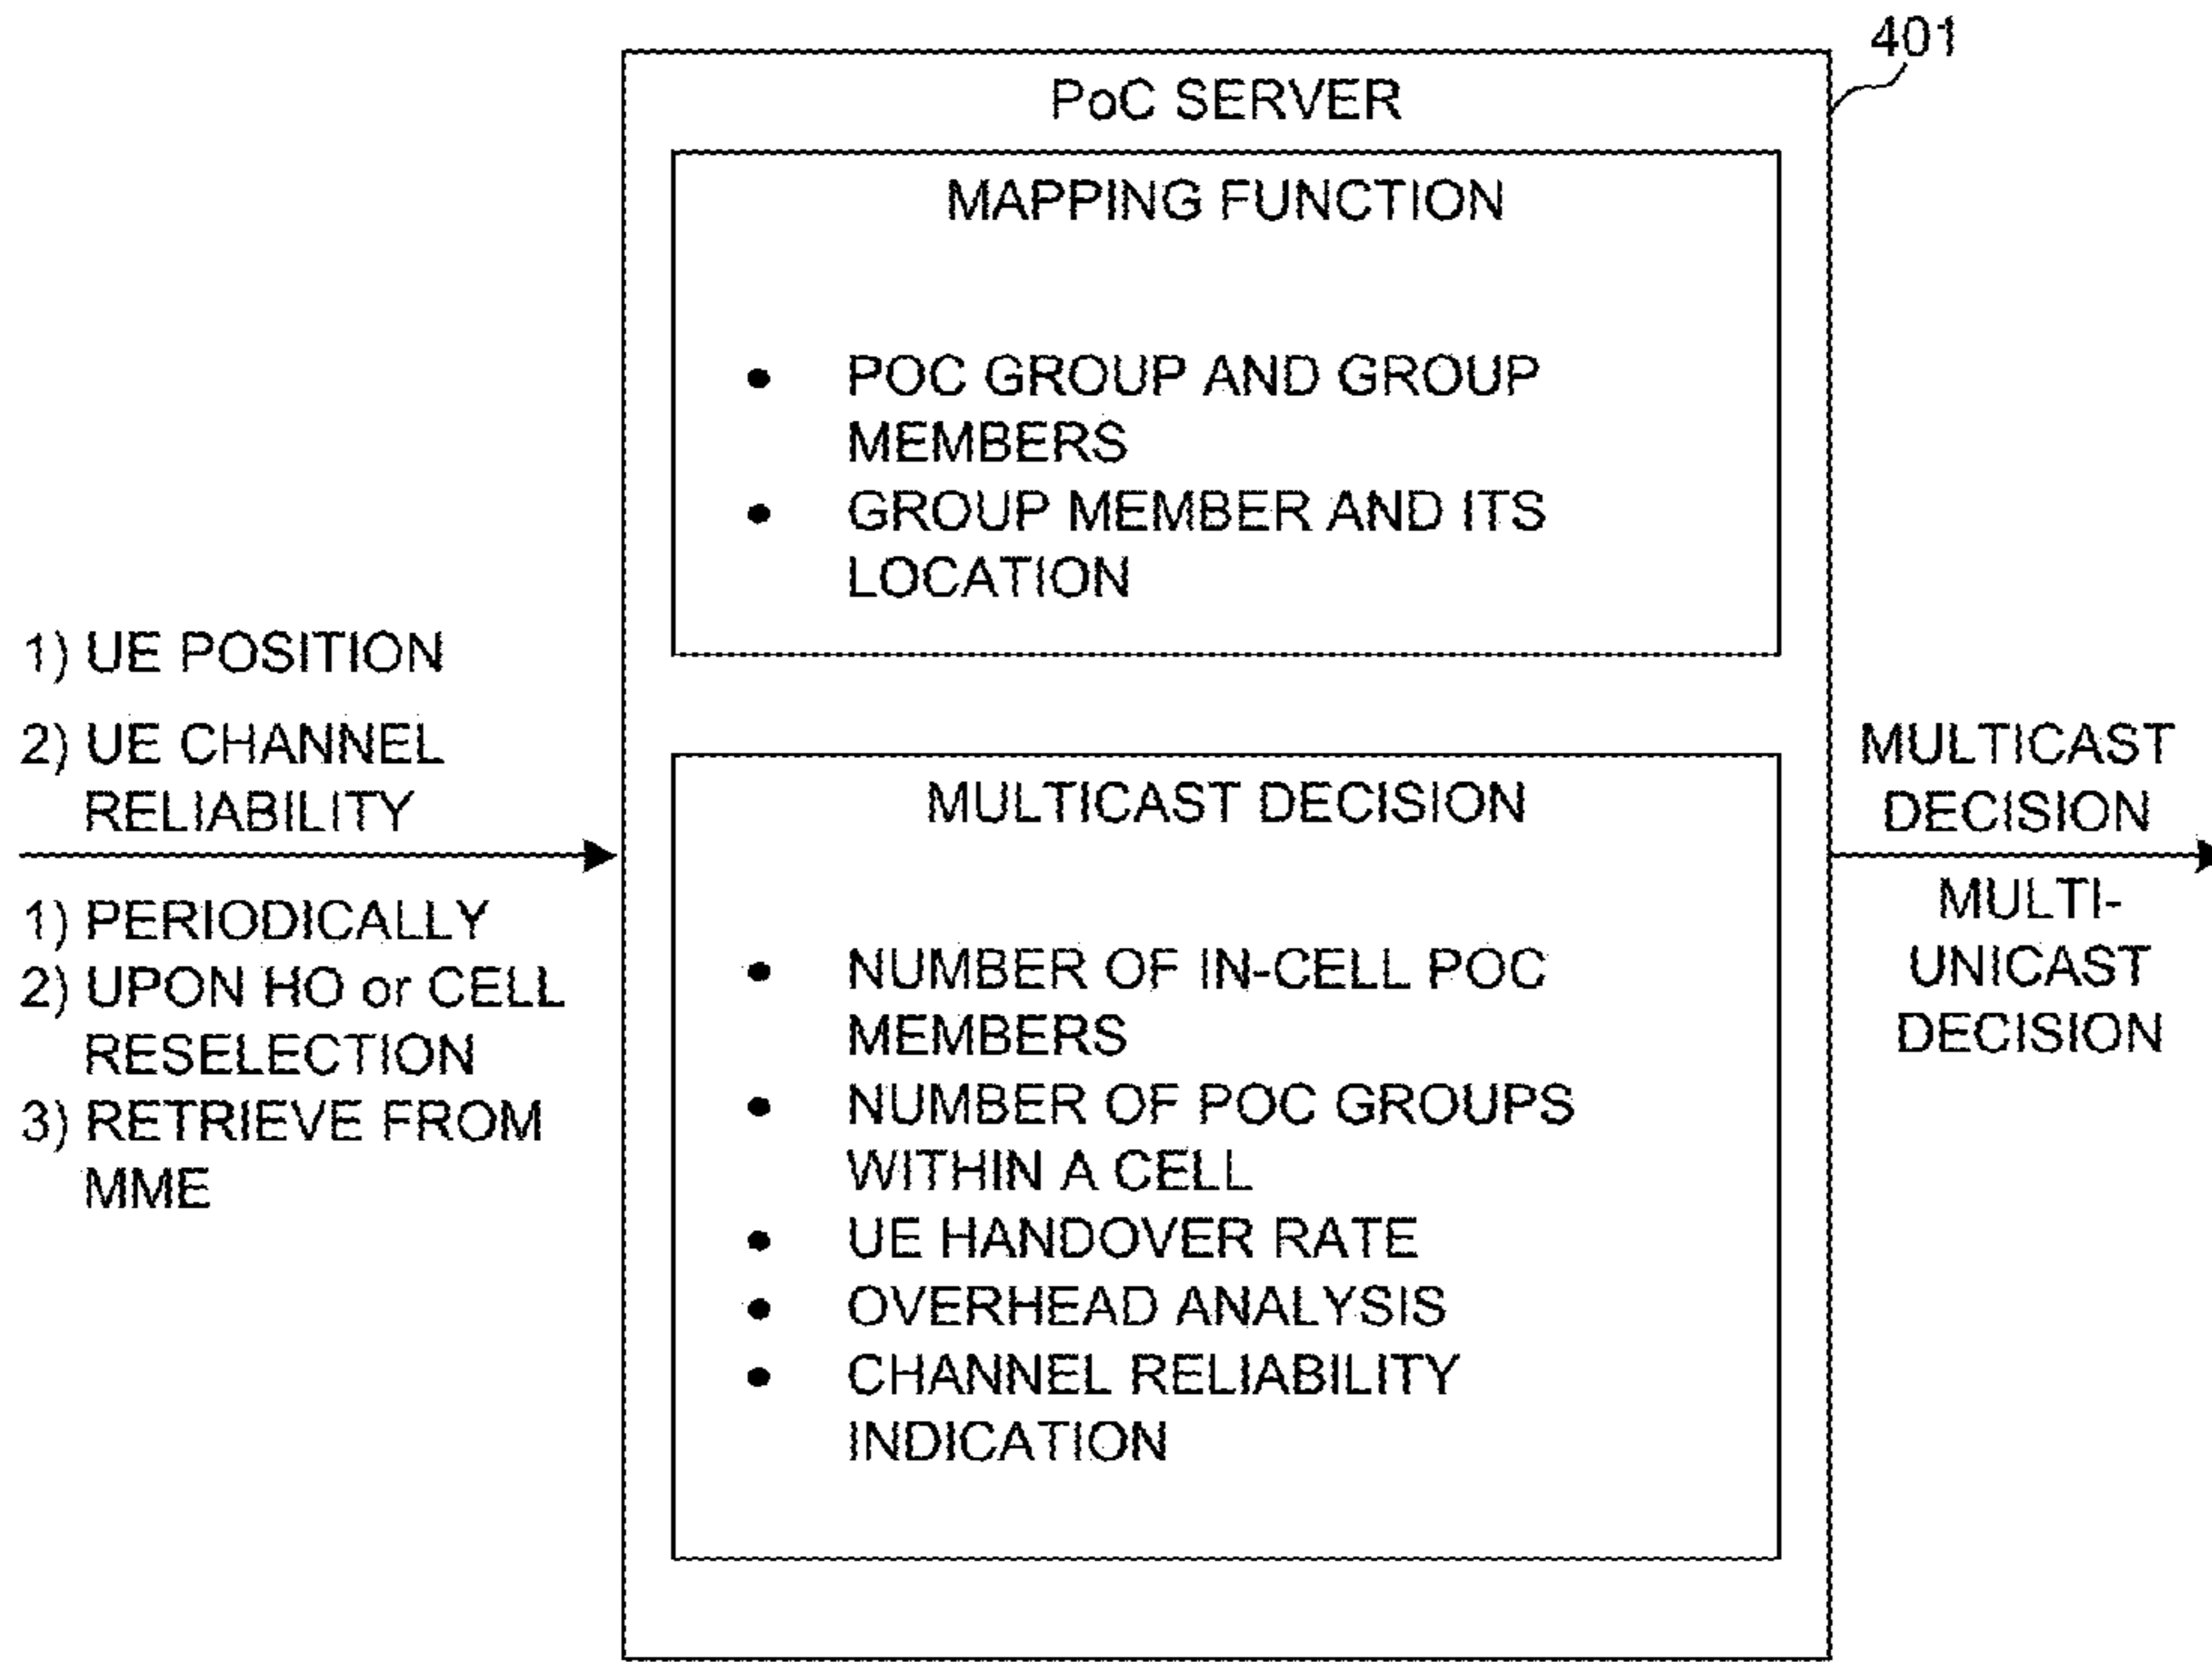 401
PoC SERVER
MAPPING FUNCTION
• POC GROUP AND GROUP
MEMBERS
• GROUP MEMBER AND ITS
LOCATION
1) UE POSITION
2) UE CHANNEL
RELIABILITY
1) PERIODICALLY
2) UPON HO or CELL
RESELECTION
3) RETRIEVE FROM
MME
MULTICAST DECISION
• NUMBER OF IN-CELL POC
MEMBERS
• NUMBER OF POC GROUPS
WITHIN A CELL
• UE HANDOVER RATE
• OVERHEAD ANALYSIS
• CHANNEL RELIABILITY
INDICATION
MULTICAST
DECISION
MULTI-
UNICAST
DECISION